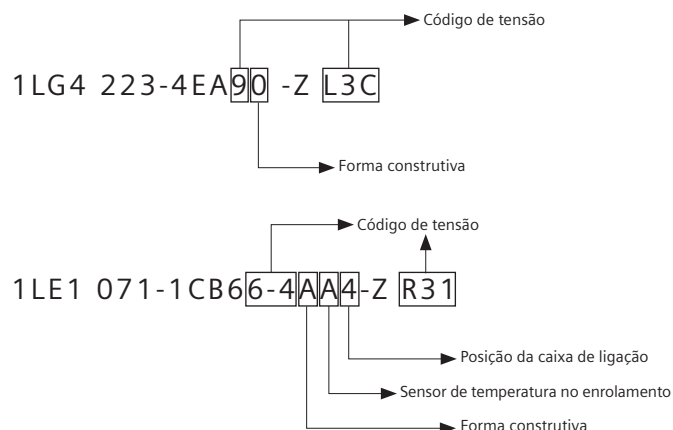 Código de tensão
1LG4 223-4EA90 -Z L3C
Forma construtiva
Código de tensão
1LE1 071-1CB66-4AA4-Z R31
Posição da caixa de ligação
Sensor de temperatura no enrolamento
Forma construtiva